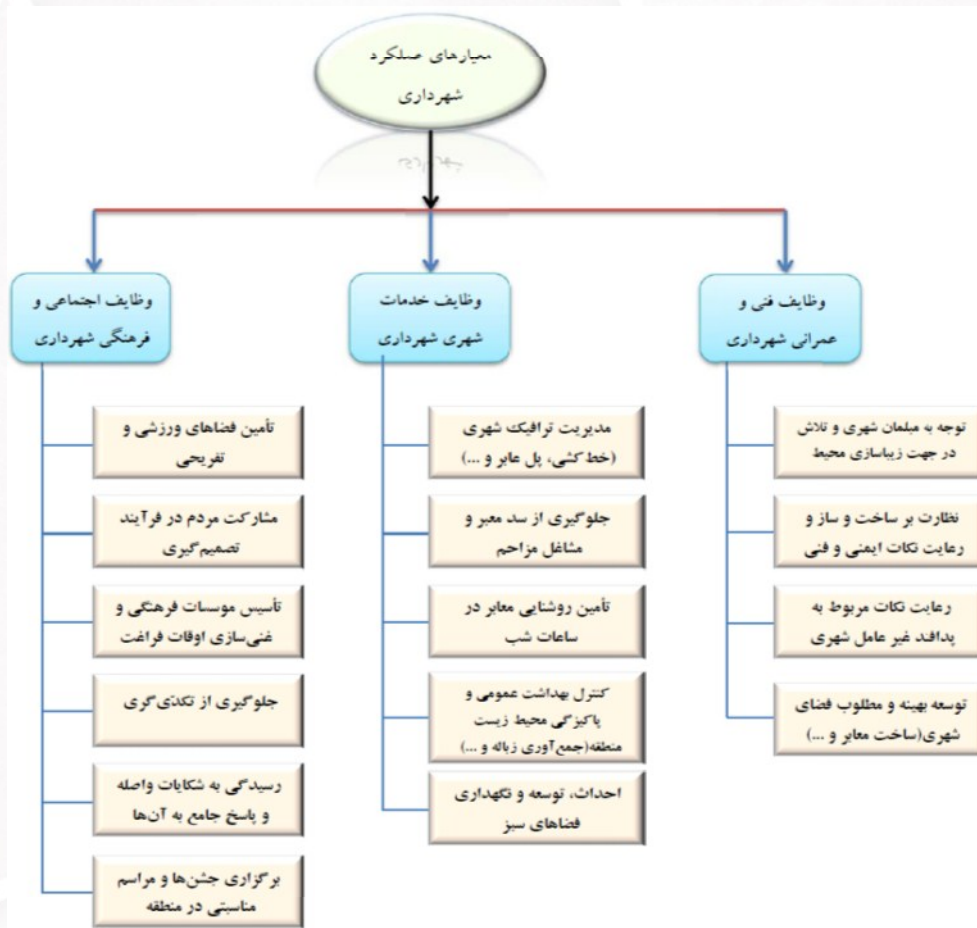 معیارهای عملکرد
شهرداری
وظایف فنی و
عمرانی شهرداری
توجه به مبلمان شهری و تلاش
در جهت زیباسازی محیط
نظارت بر ساخت و ساز و
رعایت نکات ایمنی و فنی
رعایت نکات مربوط به
پدافند غیر عامل شهری
توسعه بهینه و مطلوب فضای
شهری(ساخت معابر و ...)
وظایف خدمات
شهری شهرداری
مدیریت ترافیک شهری
(خط کشی، پل عابر و ...)
جلوگیری از سد معبر و
مشاغل مزاحم
تأمین روشنایی معابر در
ساعات شب
کنترل بهداشت عمومی و
پاکیزگی محیط زیست
منطقه(جمع‌آوری زباله و ...)
احداث، توسعه و نگهداری
فضاهای سبز
وظایف اجتماعی و
فرهنگی شهرداری
تأمین فضاهای ورزشی و
تفریحی
مشارکت مردم در فرآیند
تصمیم‌گیری
تأسیس موسسات فرهنگی و
غنی‌سازی اوقات فراغت
جلوگیری از تکدّی‌گری
رسیدگی به شکایات واصله
و پاسخ جامع به آن‌ها
برگزاری جشن‌ها و مراسم
مناسبتی در منطقه